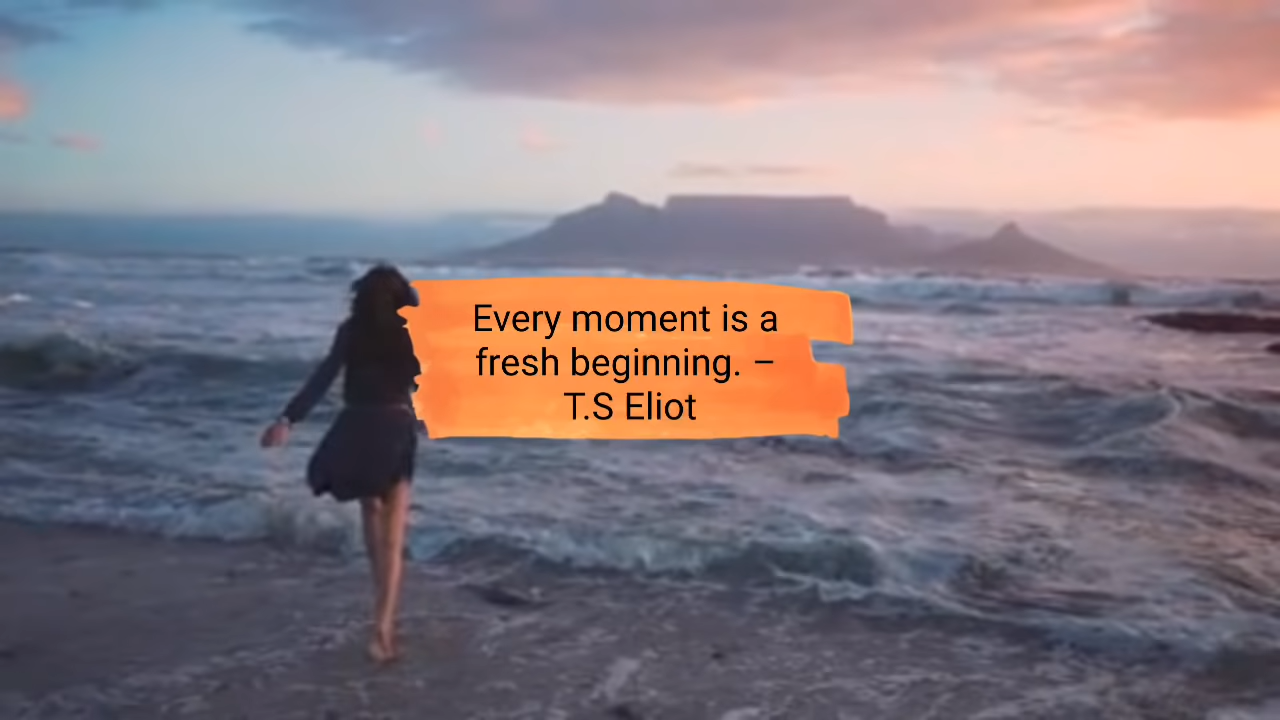 Every moment is a
fresh beginning. –
T.S Eliot